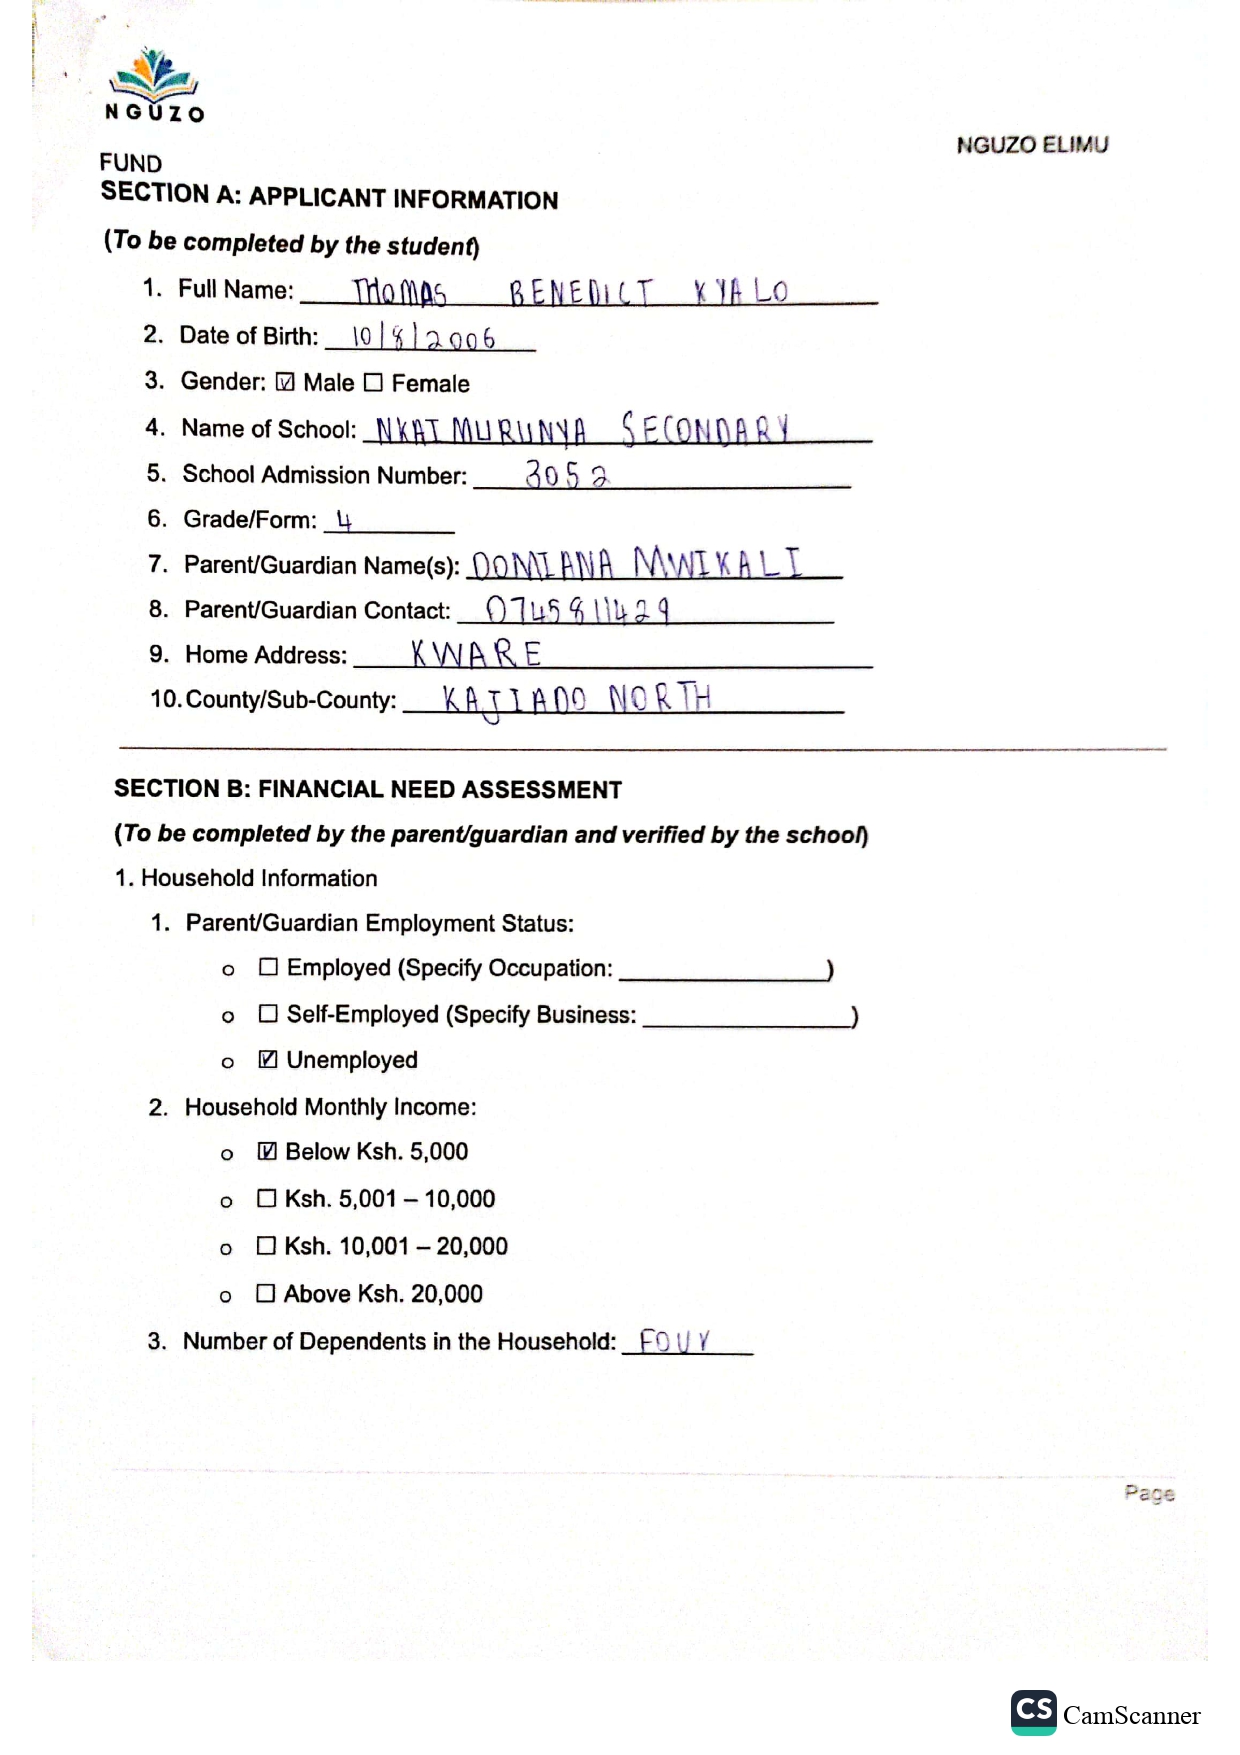 NGUZO
NGUZO ELIMU
FUND
SECTION A: APPLICANT INFORMATION
(To be completed by the student)
1. Full Name: THOMAS BENEDICT KYALO
2. Date of Birth: 10/8/2006
3. Gender: ☑ Male ☐ Female
4. Name of School: NKAIMURUNYA SECONDARY
5. School Admission Number: 3052
6. Grade/Form: 4
7. Parent/Guardian Name(s): DOMIANA MWIKALI
8. Parent/Guardian Contact: 0745811429
9. Home Address: KWARE
10. County/Sub-County: KAJIADO NORTH
SECTION B: FINANCIAL NEED ASSESSMENT
(To be completed by the parent/guardian and verified by the school)
1. Household Information
1. Parent/Guardian Employment Status:
o ☐ Employed (Specify Occupation: ____)
o ☐ Self-Employed (Specify Business: ____)
o ☑ Unemployed
2. Household Monthly Income:
o ☑ Below Ksh. 5,000
o ☐ Ksh. 5,001 – 10,000
o ☐ Ksh. 10,001 – 20,000
o ☐ Above Ksh. 20,000
3. Number of Dependents in the Household: FOUr
Page
CS CamScanner